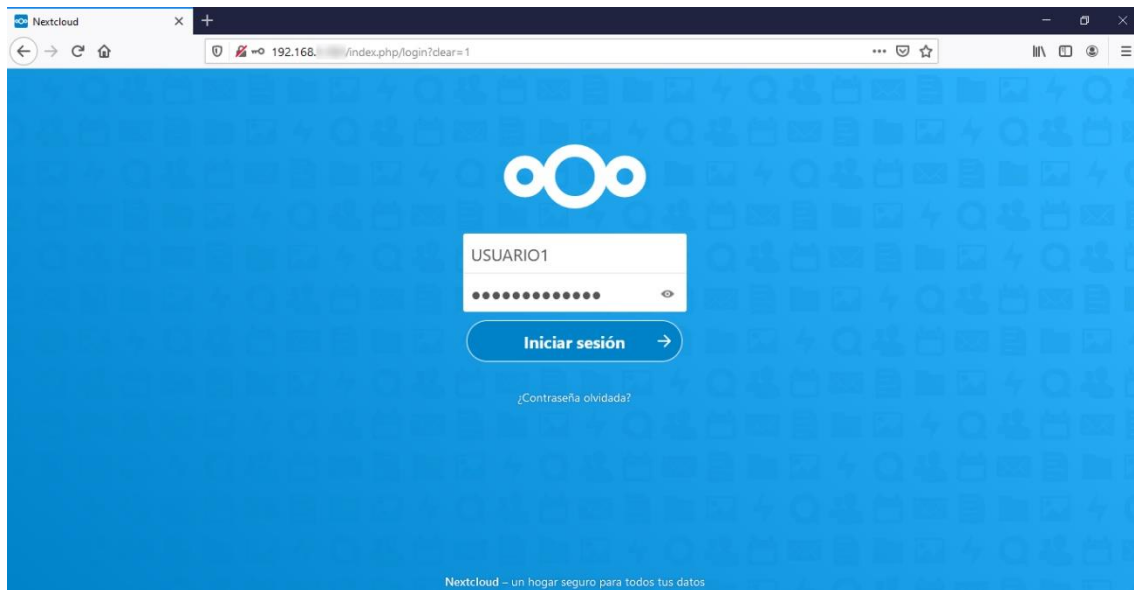 Nextcloud
192.168. /index.php/login?clear=1
USUARIO1
Iniciar sesión
¿Contraseña olvidada?
Nextcloud – un hogar seguro para todos tus datos